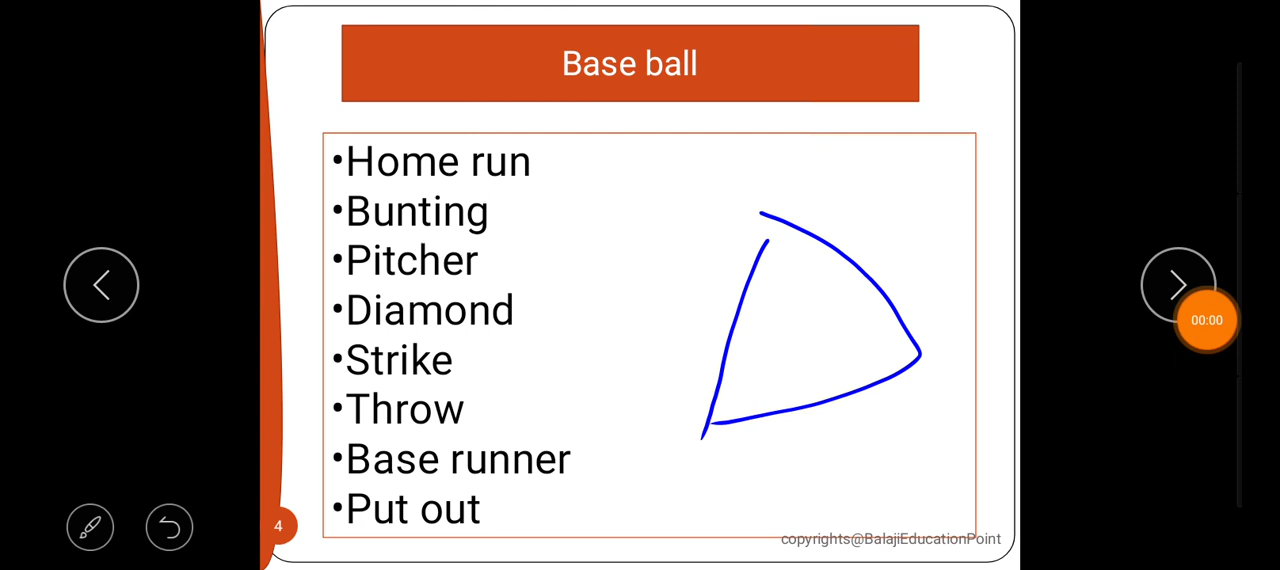 Base ball
•Home run
•Bunting
•Pitcher
•Diamond
•Strike
•Throw
•Base runner
•Put out
4
copyrights@BalajiEducationPoint
00:00